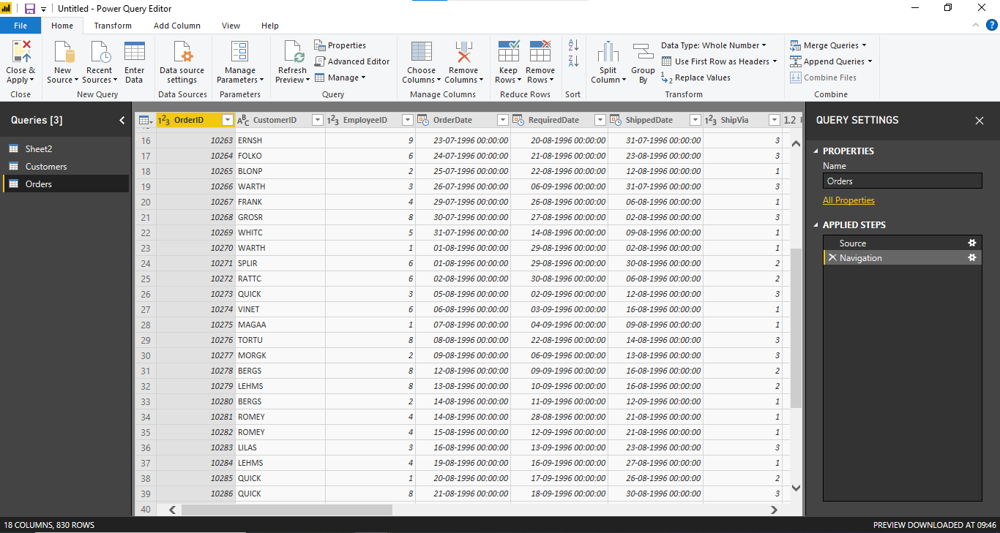 Untitled - Power Query Editor
File Home Transform Add Column View Help
Close & Apply New Source Recent Sources Enter Data Data source settings Manage Parameters Refresh Preview Properties Advanced Editor Manage Choose Columns Remove Columns Keep Rows Remove Rows Split Column Group By Data Type: Whole Number Use First Row as Headers Replace Values Merge Queries Append Queries Combine Files
Close New Query Data Sources Parameters Query Manage Columns Reduce Rows Sort Transform Combine
Queries [3]
Sheet2
Customers
Orders
OrderID CustomerID EmployeeID OrderDate RequiredDate ShippedDate ShipVia 1.2
16 10263 ERNSH 9 23-07-1996 00:00:00 20-08-1996 00:00:00 31-07-1996 00:00:00 3
17 10264 FOLKO 6 24-07-1996 00:00:00 21-08-1996 00:00:00 23-08-1996 00:00:00 3
18 10265 BLONP 2 25-07-1996 00:00:00 22-08-1996 00:00:00 12-08-1996 00:00:00 1
19 10266 WARTH 3 26-07-1996 00:00:00 06-09-1996 00:00:00 31-07-1996 00:00:00 3
20 10267 FRANK 4 29-07-1996 00:00:00 26-08-1996 00:00:00 06-08-1996 00:00:00 1
21 10268 GROSR 8 30-07-1996 00:00:00 27-08-1996 00:00:00 02-08-1996 00:00:00 3
22 10269 WHITC 5 31-07-1996 00:00:00 14-08-1996 00:00:00 09-08-1996 00:00:00 1
23 10270 WARTH 1 01-08-1996 00:00:00 29-08-1996 00:00:00 02-08-1996 00:00:00 1
24 10271 SPLIR 6 01-08-1996 00:00:00 29-08-1996 00:00:00 30-08-1996 00:00:00 2
25 10272 RATTC 6 02-08-1996 00:00:00 30-08-1996 00:00:00 06-08-1996 00:00:00 2
26 10273 QUICK 3 05-08-1996 00:00:00 02-09-1996 00:00:00 12-08-1996 00:00:00 3
27 10274 VINET 6 06-08-1996 00:00:00 03-09-1996 00:00:00 16-08-1996 00:00:00 1
28 10275 MAGAA 1 07-08-1996 00:00:00 04-09-1996 00:00:00 09-08-1996 00:00:00 1
29 10276 TORTU 8 08-08-1996 00:00:00 22-08-1996 00:00:00 14-08-1996 00:00:00 3
30 10277 MORGK 2 09-08-1996 00:00:00 06-09-1996 00:00:00 13-08-1996 00:00:00 3
31 10278 BERGS 8 12-08-1996 00:00:00 09-09-1996 00:00:00 16-08-1996 00:00:00 2
32 10279 LEHMS 8 13-08-1996 00:00:00 10-09-1996 00:00:00 16-08-1996 00:00:00 2
33 10280 BERGS 2 14-08-1996 00:00:00 11-09-1996 00:00:00 12-09-1996 00:00:00 1
34 10281 ROMEY 4 14-08-1996 00:00:00 28-08-1996 00:00:00 21-08-1996 00:00:00 1
35 10282 ROMEY 4 15-08-1996 00:00:00 12-09-1996 00:00:00 21-08-1996 00:00:00 1
36 10283 LILAS 3 16-08-1996 00:00:00 13-09-1996 00:00:00 23-08-1996 00:00:00 3
37 10284 LEHMS 4 19-08-1996 00:00:00 16-09-1996 00:00:00 27-08-1996 00:00:00 1
38 10285 QUICK 1 20-08-1996 00:00:00 17-09-1996 00:00:00 26-08-1996 00:00:00 2
39 10286 QUICK 8 21-08-1996 00:00:00 18-09-1996 00:00:00 30-08-1996 00:00:00 3
40
QUERY SETTINGS
PROPERTIES
Name
Orders
All Properties
APPLIED STEPS
Source
Navigation
18 COLUMNS, 830 ROWS
PREVIEW DOWNLOADED AT 09:46